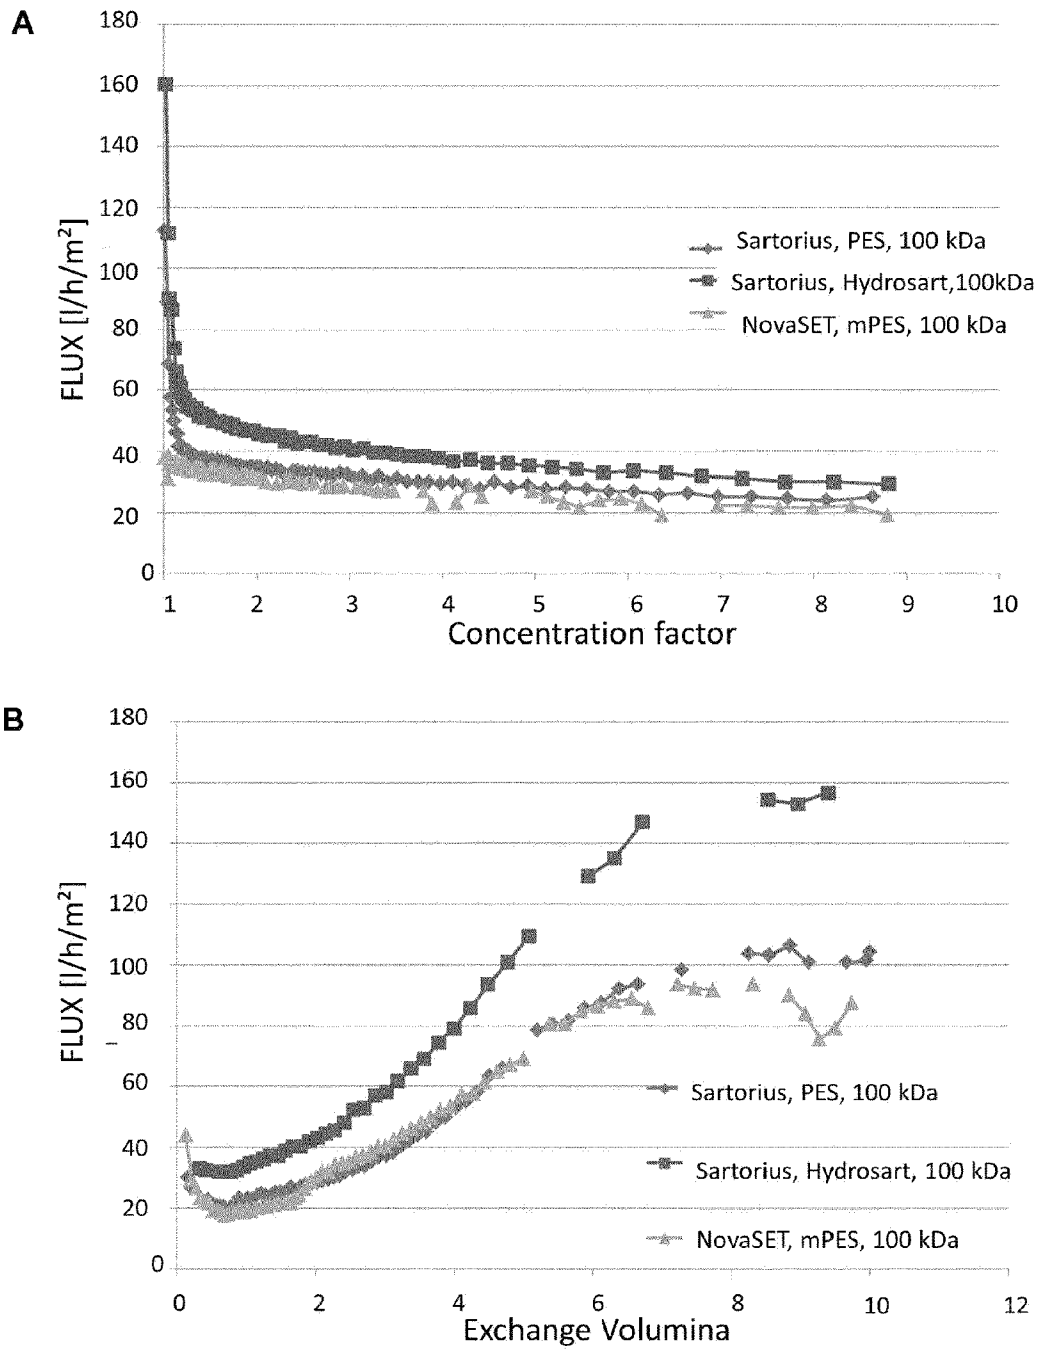 A
180
160
140
120
100
80
60
40
20
0
FLUX [l/h/m²]
Sartorius, PES, 100 kDa
Sartorius, Hydrosart,100kDa
NovaSET, mPES, 100 kDa
1 2 3 4 5 6 7 8 9 10
Concentration factor
B
180
160
140
120
100
80
60
40
20
0
FLUX [l/h/m²]
Sartorius, PES, 100 kDa
Sartorius, Hydrosart, 100 kDa
NovaSET, mPES, 100 kDa
0 2 4 6 8 10 12
Exchange Volumina